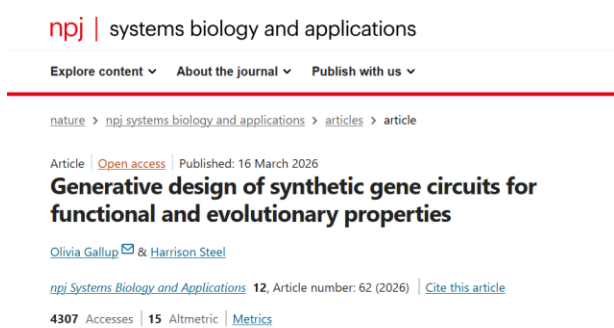 npj | systems biology and applications
Explore content About the journal Publish with us
nature > npj systems biology and applications > articles > article
Article | Open access | Published: 16 March 2026
Generative design of synthetic gene circuits for
functional and evolutionary properties
Olivia Gallup & Harrison Steel
npj Systems Biology and Applications 12, Article number: 62 (2026) | Cite this article
4307 Accesses | 15 Altmetric | Metrics